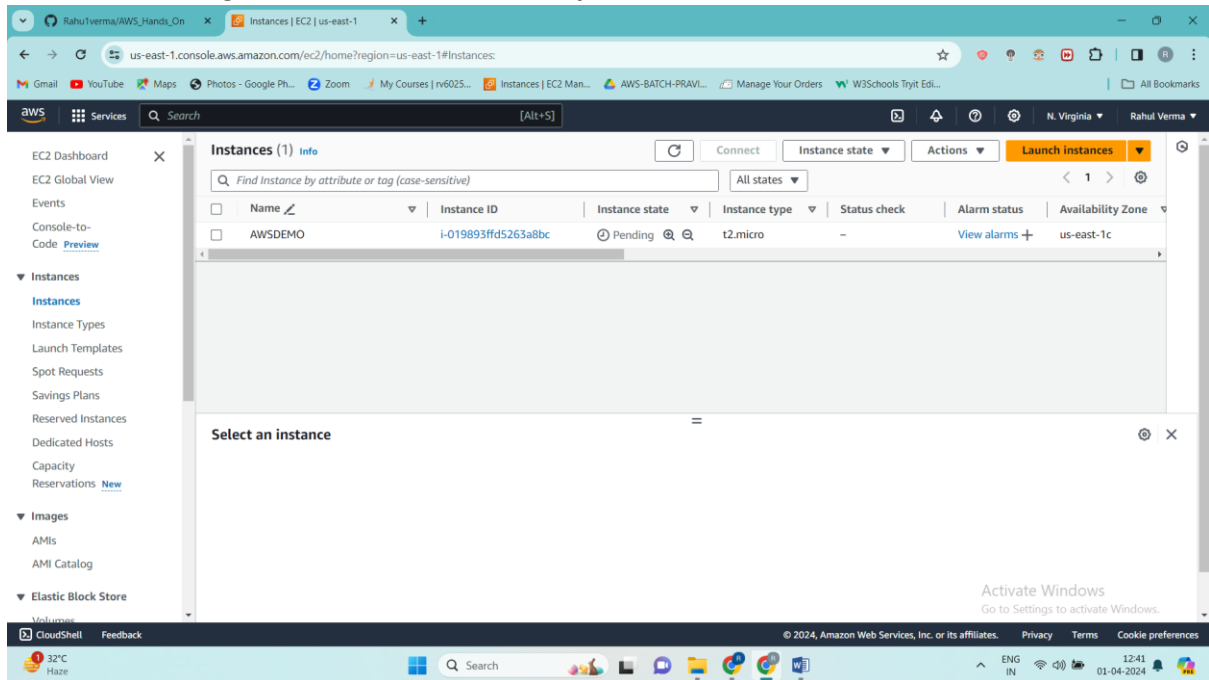 Rahu1verma/AWS_Hands_On
Instances | EC2 | us-east-1
us-east-1.console.aws.amazon.com/ec2/home?region=us-east-1#Instances:
Gmail YouTube Maps Photos - Google Ph... Zoom My Courses | rv6025... Instances | EC2 Man... AWS-BATCH-PRAVI... Manage Your Orders W3Schools Tryit Edi... All Bookmarks
aws Services Search [Alt+S] N. Virginia Rahul Verma
EC2 Dashboard
EC2 Global View
Events
Console-to-
Code Preview
Instances
Instances
Instance Types
Launch Templates
Spot Requests
Savings Plans
Reserved Instances
Dedicated Hosts
Capacity
Reservations New
Images
AMIs
AMI Catalog
Elastic Block Store
Volumes
Instances (1) Info Connect Instance state Actions Launch instances
Find Instance by attribute or tag (case-sensitive) All states 1
Name Instance ID Instance state Instance type Status check Alarm status Availability Zone
AWSDEMO i-019893ffd5263a8bc Pending t2.micro – View alarms + us-east-1c
Select an instance
Activate Windows
Go to Settings to activate Windows.
CloudShell Feedback © 2024, Amazon Web Services, Inc. or its affiliates. Privacy Terms Cookie preferences
1 32°C
Haze
Search
ENG
IN
12:41
01-04-2024